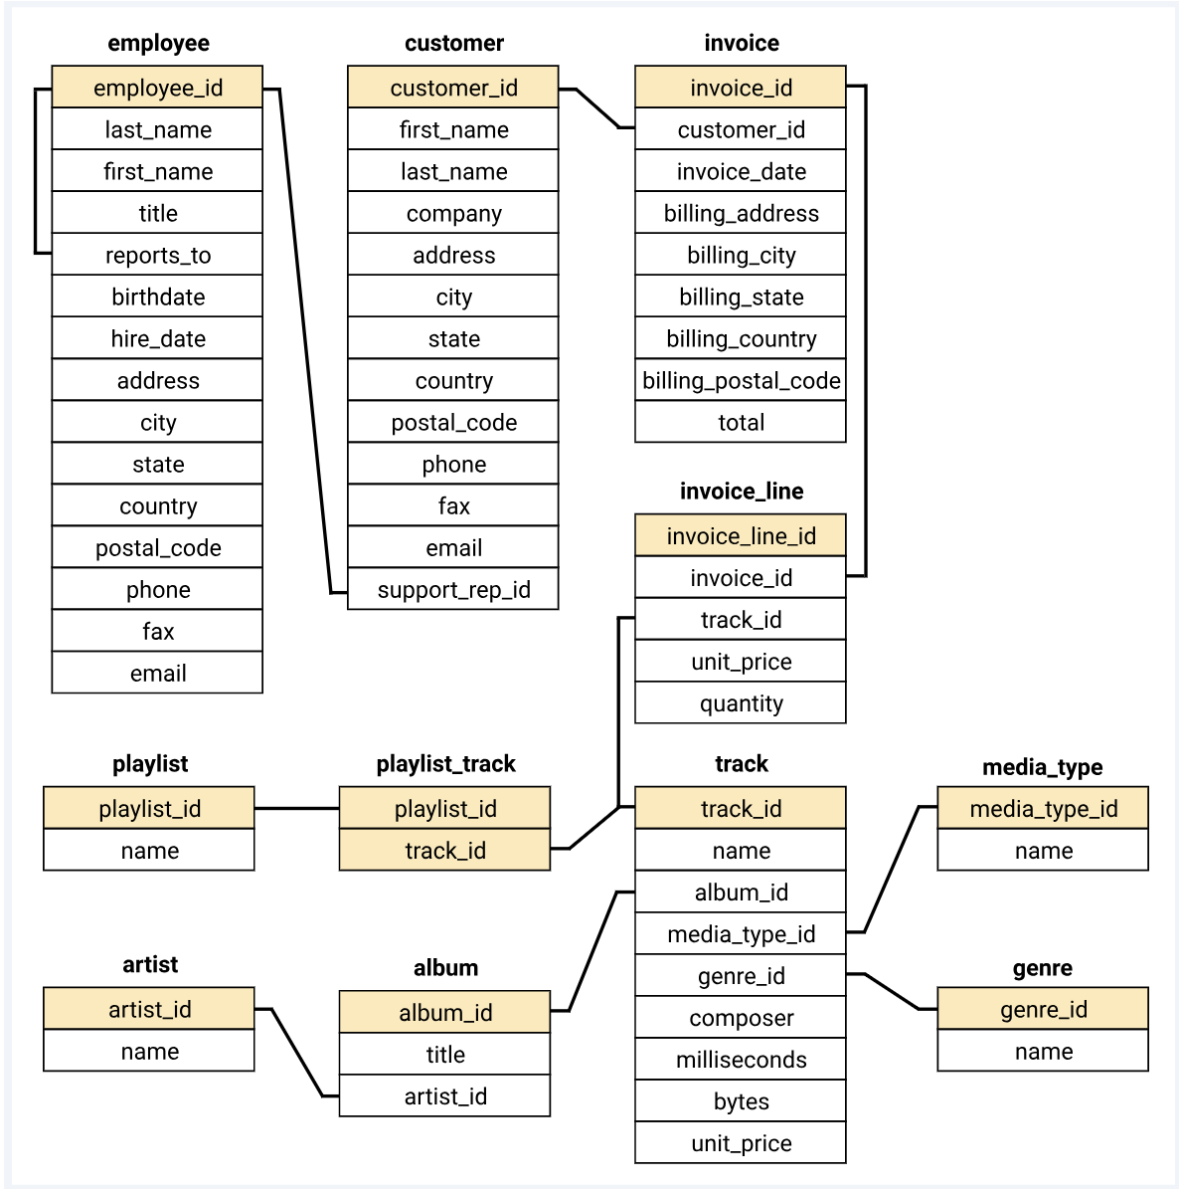 employee
employee_id
last_name
first_name
title
reports_to
birthdate
hire_date
address
city
state
country
postal_code
phone
fax
email
customer
customer_id
first_name
last_name
company
address
city
state
country
postal_code
phone
fax
email
support_rep_id
invoice
invoice_id
customer_id
invoice_date
billing_address
billing_city
billing_state
billing_country
billing_postal_code
total
invoice_line
invoice_line_id
invoice_id
track_id
unit_price
quantity
playlist
playlist_id
name
playlist_track
playlist_id
track_id
track
track_id
name
album_id
media_type_id
genre_id
composer
milliseconds
bytes
unit_price
media_type
media_type_id
name
artist
artist_id
name
album
album_id
title
artist_id
genre
genre_id
name